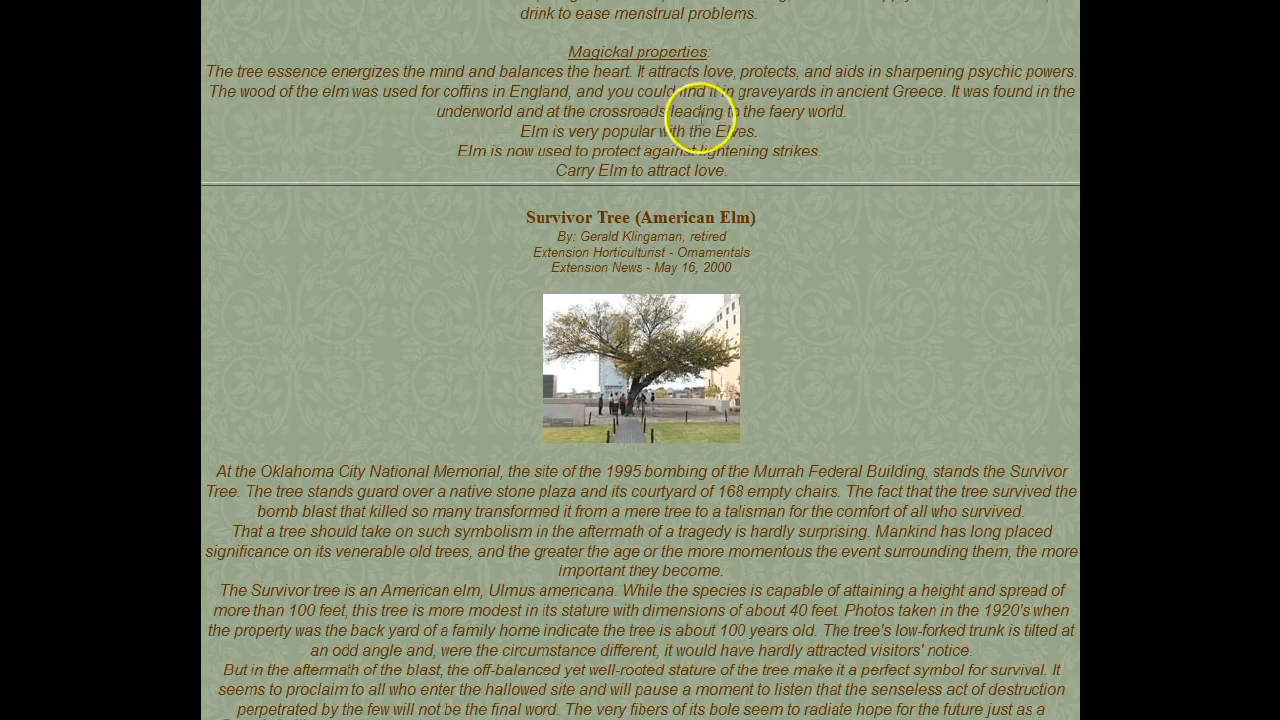 drink to ease menstrual problems.
Magickal properties:
The tree essence energizes the mind and balances the heart. It attracts love, protects, and aids in sharpening psychic powers.
The wood of the elm was used for coffins in England, and you could find it in graveyards in ancient Greece. It was found in the
underworld and at the crossroads leading to the faery world.
Elm is very popular with the Elves.
Elm is now used to protect against lightening strikes.
Carry Elm to attract love.
Survivor Tree (American Elm)
By: Gerald Klingaman, retired
Extension Horticulturist - Ornamentals
Extension News - May 16, 2000
At the Oklahoma City National Memorial, the site of the 1995 bombing of the Murrah Federal Building, stands the Survivor
Tree. The tree stands guard over a native stone plaza and its courtyard of 168 empty chairs. The fact that the tree survived the
bomb blast that killed so many transformed it from a mere tree to a talisman for the comfort of all who survived.
That a tree should take on such symbolism in the aftermath of a tragedy is hardly surprising. Mankind has long placed
significance on its venerable old trees, and the greater the age or the more momentous the event surrounding them, the more
important they become.
The Survivor tree is an American elm, Ulmus americana. While the species is capable of attaining a height and spread of
more than 100 feet, this tree is more modest in its stature with dimensions of about 40 feet. Photos taken in the 1920's when
the property was the back yard of a family home indicate the tree is about 100 years old. The tree's low-forked trunk is tilted at
an odd angle and, were the circumstance different, it would have hardly attracted visitors' notice.
But in the aftermath of the blast, the off-balanced yet well-rooted stature of the tree make it a perfect symbol for survival. It
seems to proclaim to all who enter the hallowed site and will pause a moment to listen that the senseless act of destruction
perpetrated by the few will not be the final word. The very fibers of its bole seem to radiate hope for the future just as a